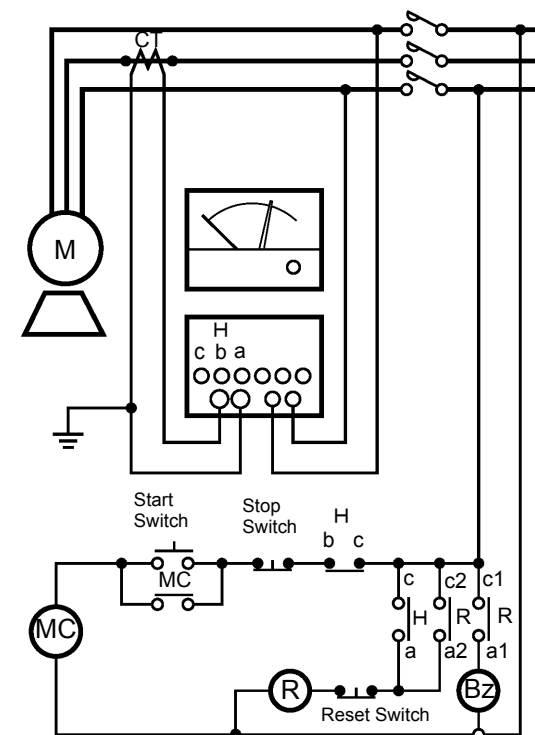 CT
M
H
c b a
Start
Switch
Stop
Switch
H
b c
MC
MC
c c2 c1
H R R
a a2 a1
R
Bz
Reset Switch